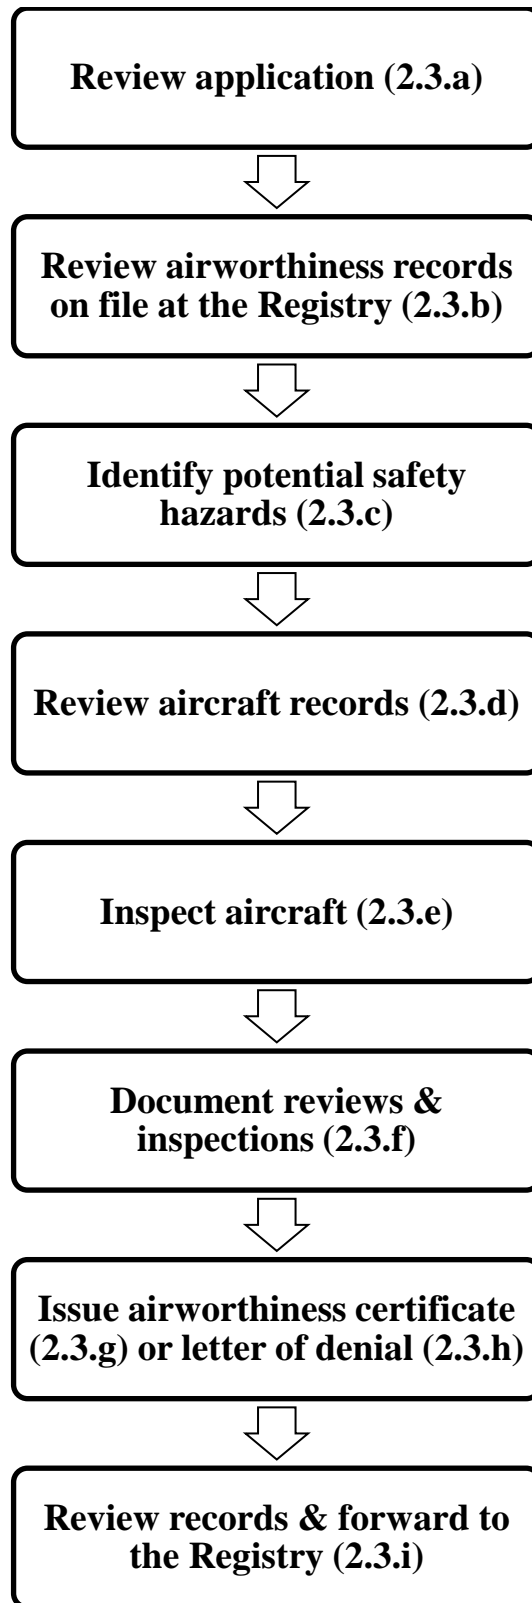 Review application (2.3.a)
Review airworthiness records
on file at the Registry (2.3.b)
Identify potential safety
hazards (2.3.c)
Review aircraft records (2.3.d)
Inspect aircraft (2.3.e)
Document reviews &
inspections (2.3.f)
Issue airworthiness certificate
(2.3.g) or letter of denial (2.3.h)
Review records & forward to
the Registry (2.3.i)